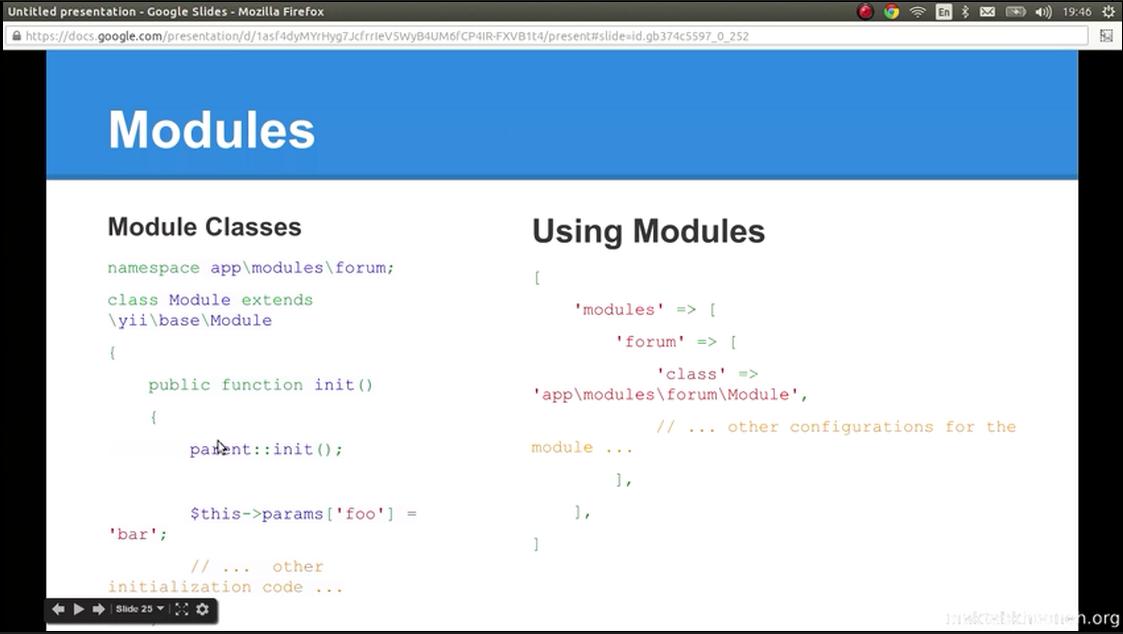 Untitled presentation - Google Slides - Mozilla Firefox
En
19:46
https://docs.google.com/presentation/d/1asf4dyMYrHyg7JcfrrIeV5WyB4UM6fCP4IR-FXVB1t4/present#slide=id.gb374c5597_0_252
Modules
Module Classes
namespace app\modules\forum;
class Module extends
\yii\base\Module
{
public function init()
{
parent::init();
$this->params['foo'] =
'bar';
// ... other
initialization code ...
Using Modules
[
'modules' => [
'forum' => [
'class' =>
'app\modules\forum\Module',
// ... other configurations for the
module ...
],
],
]
Slide 25